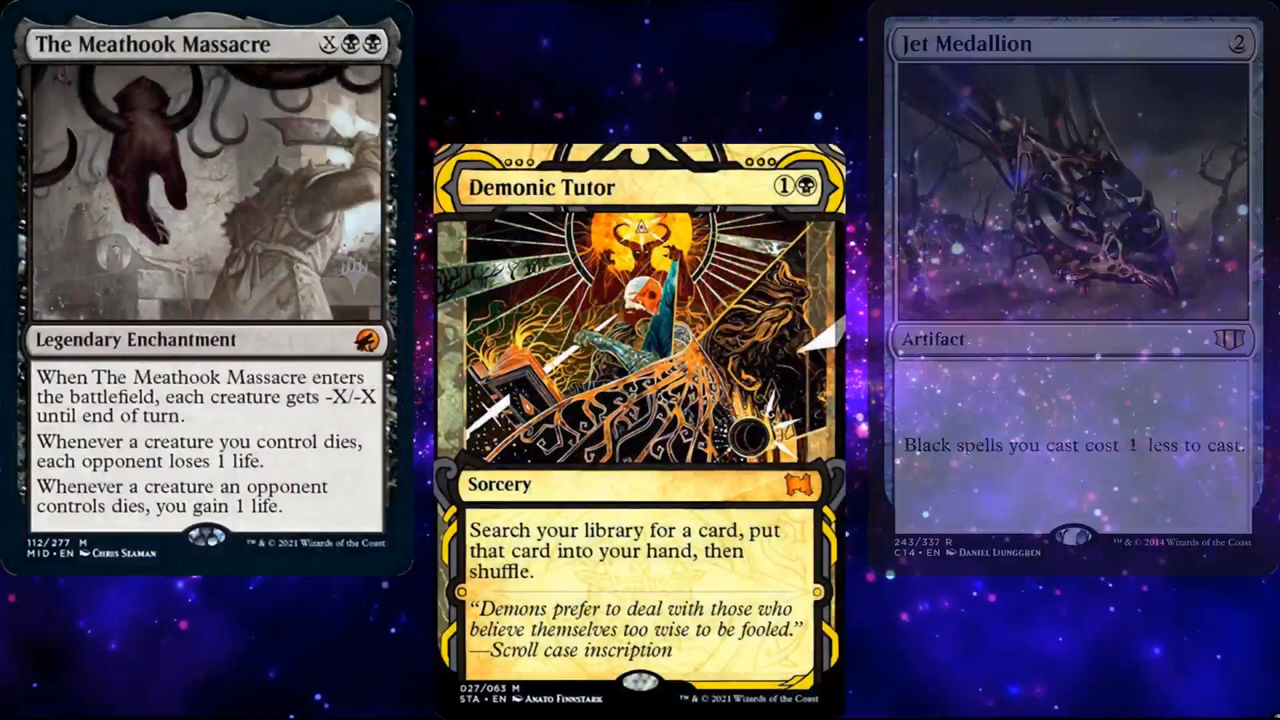 The Meathook Massacre X
Legendary Enchantment
When The Meathook Massacre enters
the battlefield, each creature gets -X/-X
until end of turn.
Whenever a creature you control dies,
each opponent loses 1 life.
Whenever a creature an opponent
controls dies, you gain 1 life.
112/277 M
MID • EN Chris Seaman
™ & © 2021 Wizards of the Coast
Demonic Tutor 1
Sorcery
Search your library for a card, put
that card into your hand, then
shuffle.
“Demons prefer to deal with those who
believe themselves too wise to be fooled.”
—Scroll case inscription
027/063 M
STA • EN Anato Finnstark
™ & © 2021 Wizards of the Coast
Jet Medallion 2
Artifact
Black spells you cast cost 1 less to cast.
243/337 R
C14 • EN Daniel Ljunggren
™ & © 2014 Wizards of the Coast